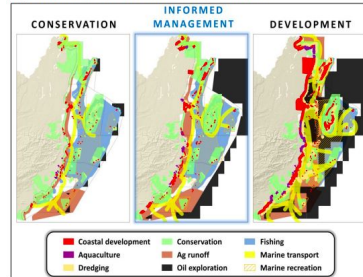 INFORMED
CONSERVATION MANAGEMENT DEVELOPMENT
Coastal development Conservation Fishing
Aquaculture Ag runoff Marine transport
Dredging Oil exploration Marine recreation